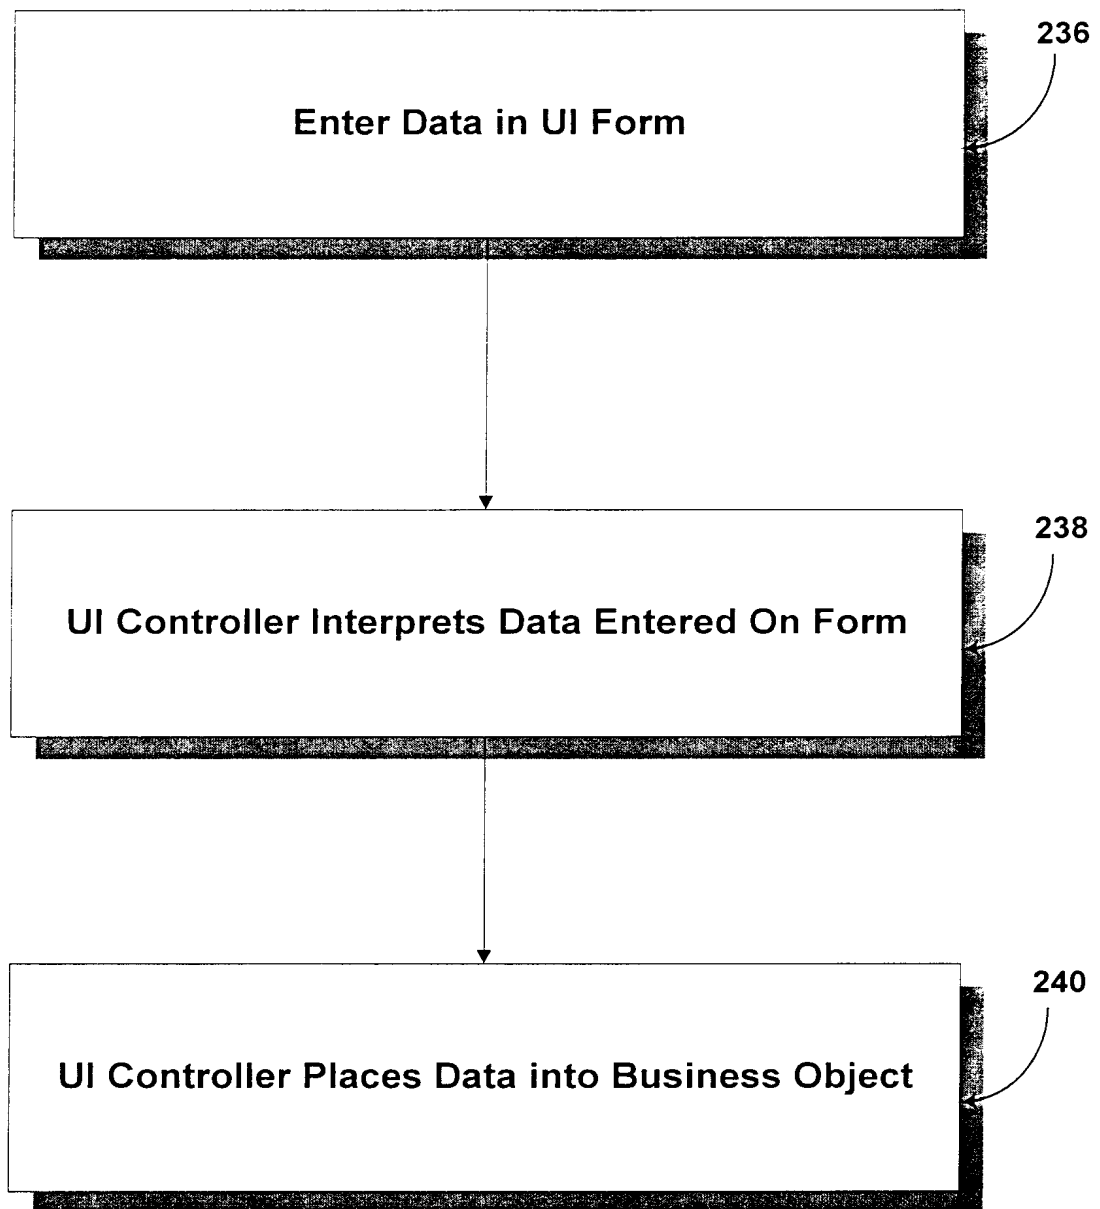 236
Enter Data in UI Form
238
UI Controller Interprets Data Entered On Form
240
UI Controller Places Data into Business Object